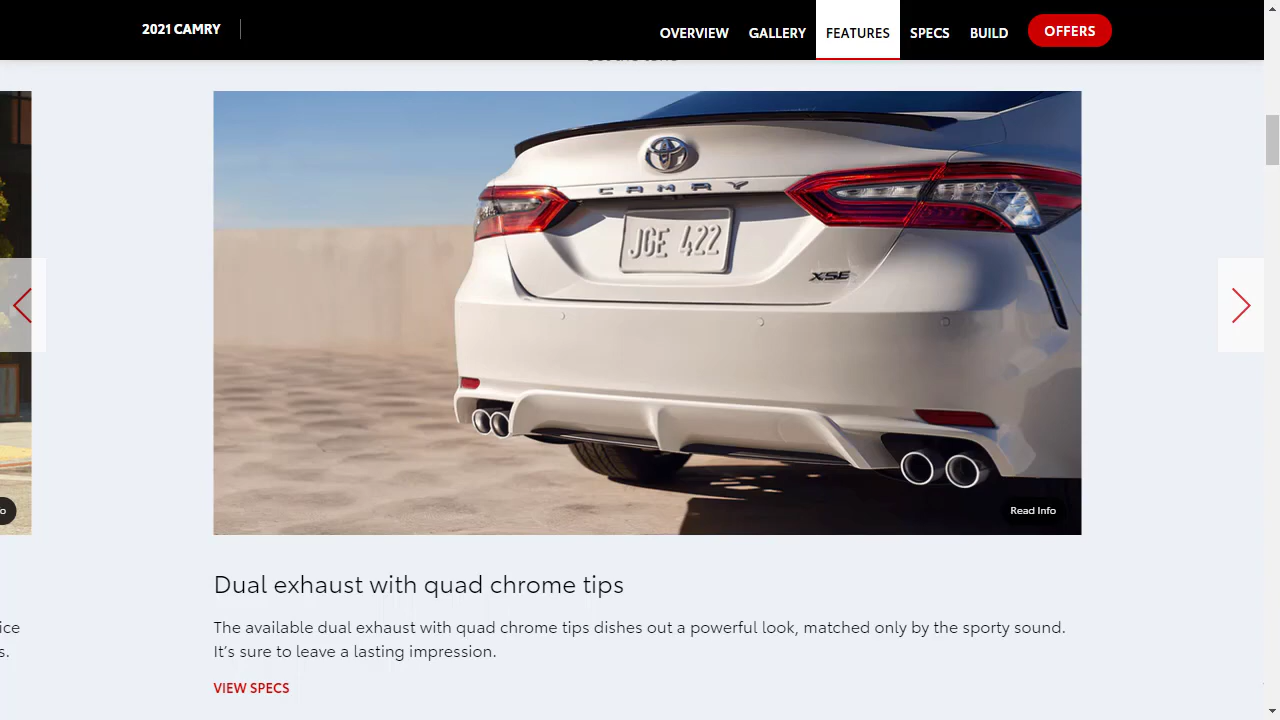 2021 CAMRY
OVERVIEW
GALLERY
FEATURES
SPECS
BUILD
OFFERS
CAMRY
JGE 422
XSE
Read Info
Dual exhaust with quad chrome tips
The available dual exhaust with quad chrome tips dishes out a powerful look, matched only by the sporty sound.
It's sure to leave a lasting impression.
VIEW SPECS